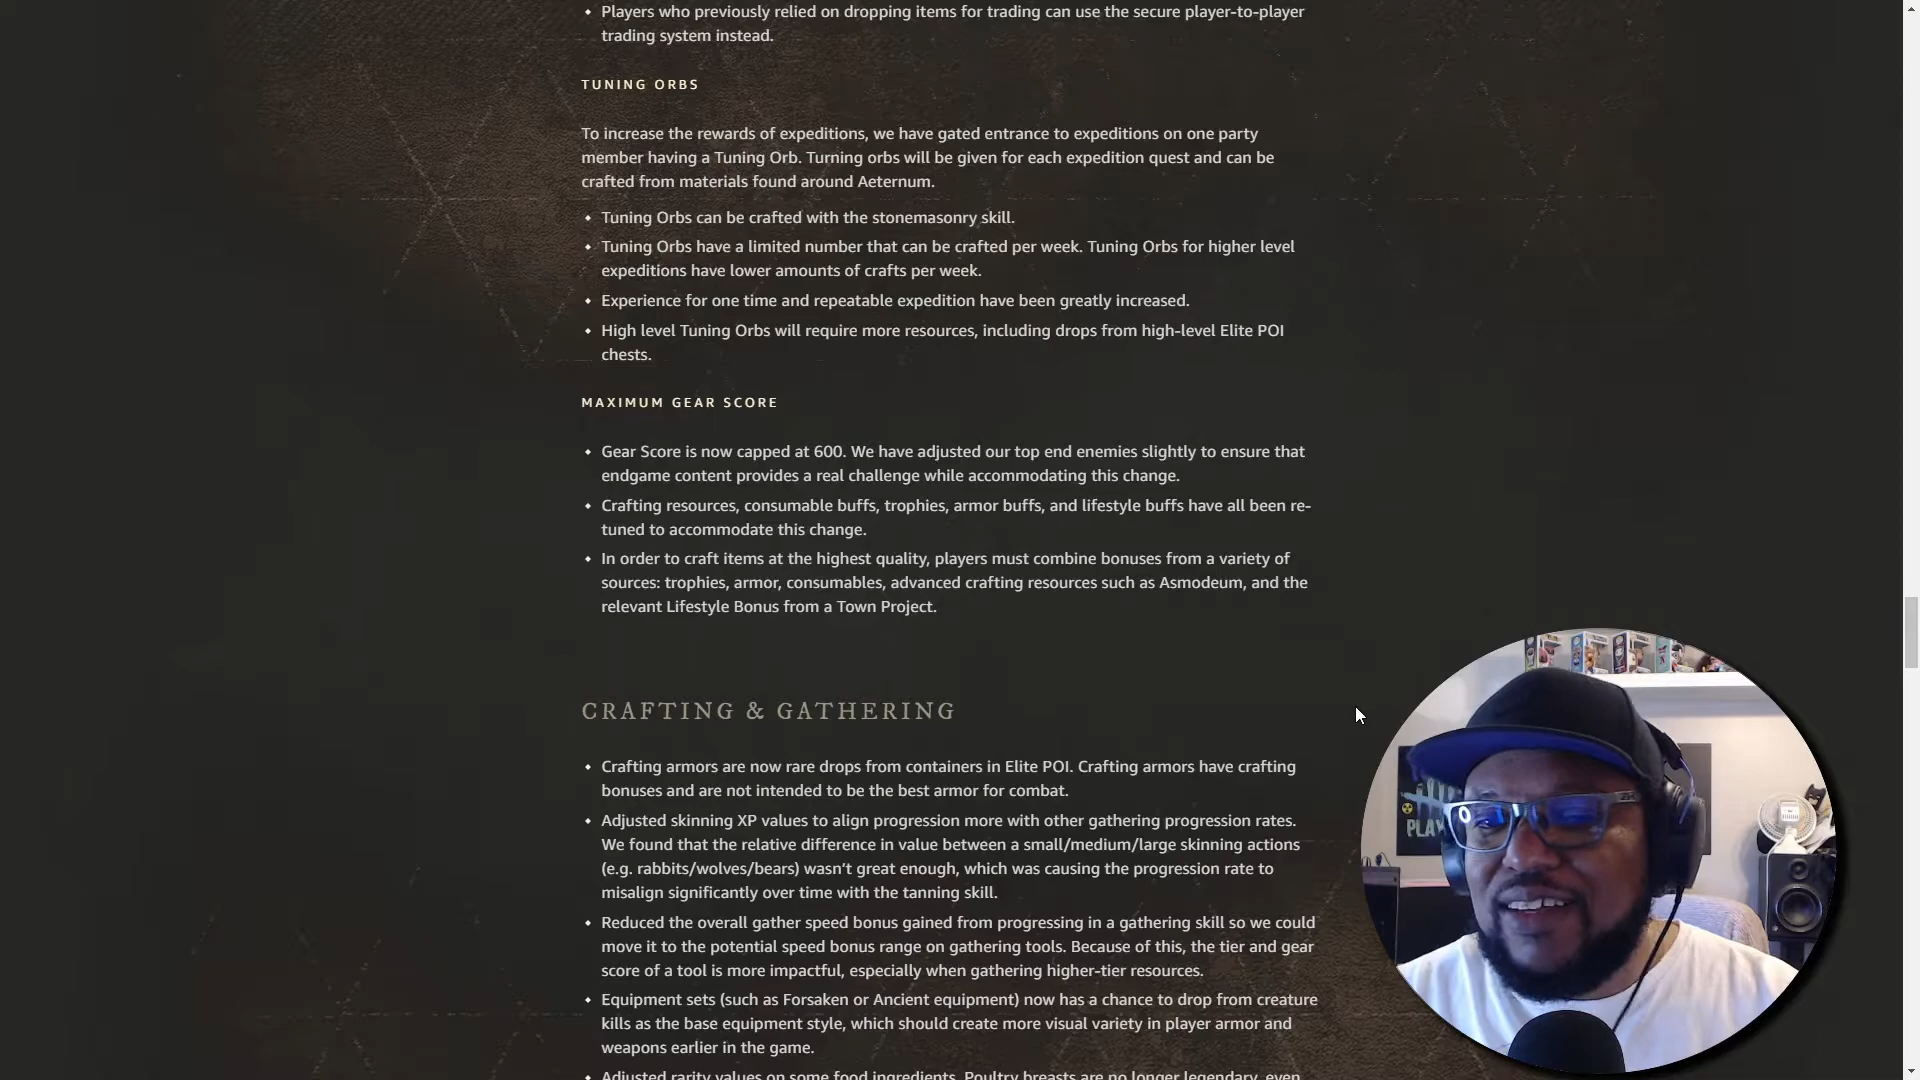 • Players who previously relied on dropping items for trading can use the secure player-to-player
trading system instead.
TUNING ORBS
To increase the rewards of expeditions, we have gated entrance to expeditions on one party
member having a Tuning Orb. Turning orbs will be given for each expedition quest and can be
crafted from materials found around Aeternum.
• Tuning Orbs can be crafted with the stonemasonry skill.
• Tuning Orbs have a limited number that can be crafted per week. Tuning Orbs for higher level
expeditions have lower amounts of crafts per week.
• Experience for one time and repeatable expedition have been greatly increased.
• High level Tuning Orbs will require more resources, including drops from high-level Elite POI
chests.
MAXIMUM GEAR SCORE
• Gear Score is now capped at 600. We have adjusted our top end enemies slightly to ensure that
endgame content provides a real challenge while accommodating this change.
• Crafting resources, consumable buffs, trophies, armor buffs, and lifestyle buffs have all been re-
tuned to accommodate this change.
• In order to craft items at the highest quality, players must combine bonuses from a variety of
sources: trophies, armor, consumables, advanced crafting resources such as Asmodeum, and the
relevant Lifestyle Bonus from a Town Project.
CRAFTING & GATHERING
• Crafting armors are now rare drops from containers in Elite POI. Crafting armors have crafting
bonuses and are not intended to be the best armor for combat.
• Adjusted skinning XP values to align progression more with other gathering progression rates.
We found that the relative difference in value between a small/medium/large skinning actions
(e.g. rabbits/wolves/bears) wasn't great enough, which was causing the progression rate to
misalign significantly over time with the tanning skill.
• Reduced the overall gather speed bonus gained from progressing in a gathering skill so we could
move it to the potential speed bonus range on gathering tools. Because of this, the tier and gear
score of a tool is more impactful, especially when gathering higher-tier resources.
• Equipment sets (such as Forsaken or Ancient equipment) now has a chance to drop from creature
kills as the base equipment style, which should create more visual variety in player armor and
weapons earlier in the game.
• Adjusted rarity values on some food ingredients. Poultry breasts are no longer legendary, even
PLAY